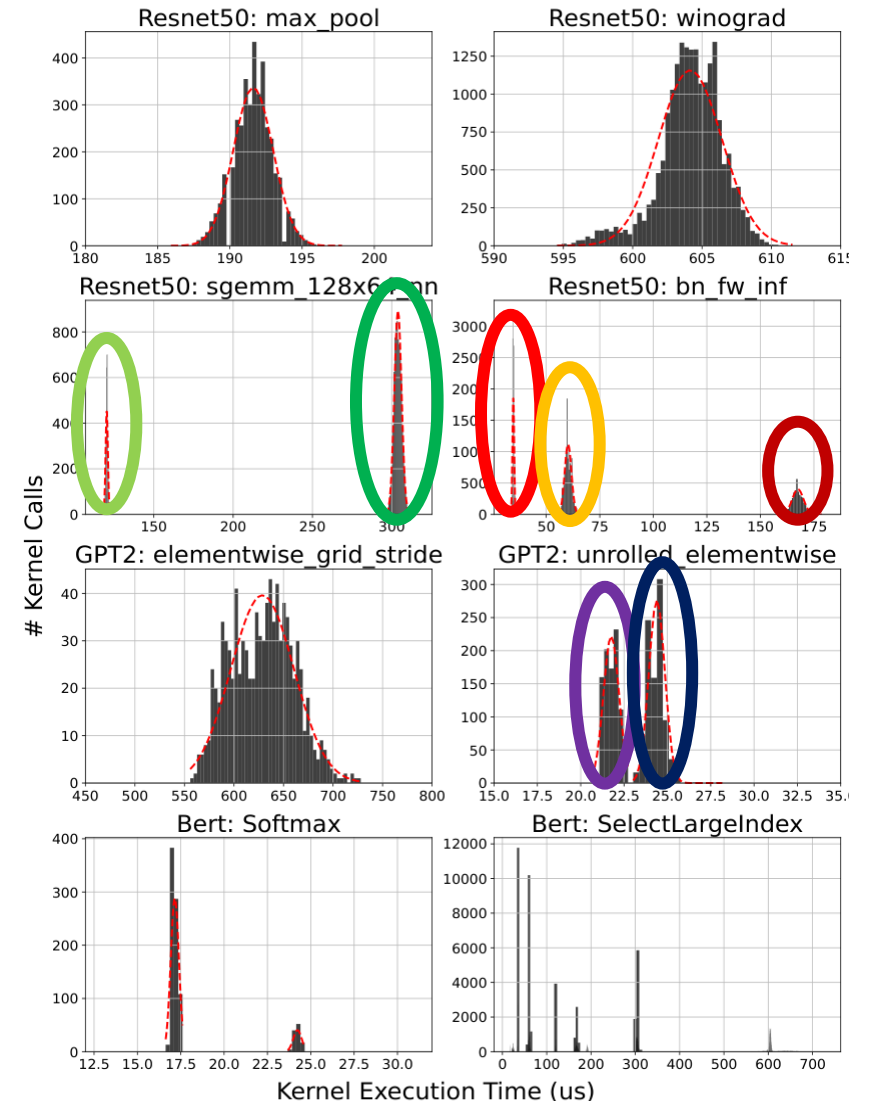 Resnet50: max_pool
400
300
200
100
0
180 185 190 195 200
Resnet50: winograd
1250
1000
750
500
250
0
590 595 600 605 610 615
Resnet50: sgemm_128x64_nn
800
600
400
200
0
150 200 250 300
Resnet50: bn_fw_inf
3000
2500
2000
1500
1000
500
0
50 75 100 125 150 175
# Kernel Calls
GPT2: elementwise_grid_stride
40
30
20
10
0
450 500 550 600 650 700 750 800
GPT2: unrolled_elementwise
300
250
200
150
100
50
0
15.0 17.5 20.0 22.5 25.0 27.5 30.0 32.5 35.
Bert: Softmax
400
300
200
100
0
12.5 15.0 17.5 20.0 22.5 25.0 27.5 30.0
Bert: SelectLargeIndex
12000
10000
8000
6000
4000
2000
0
0 100 200 300 400 500 600 700
Kernel Execution Time (us)